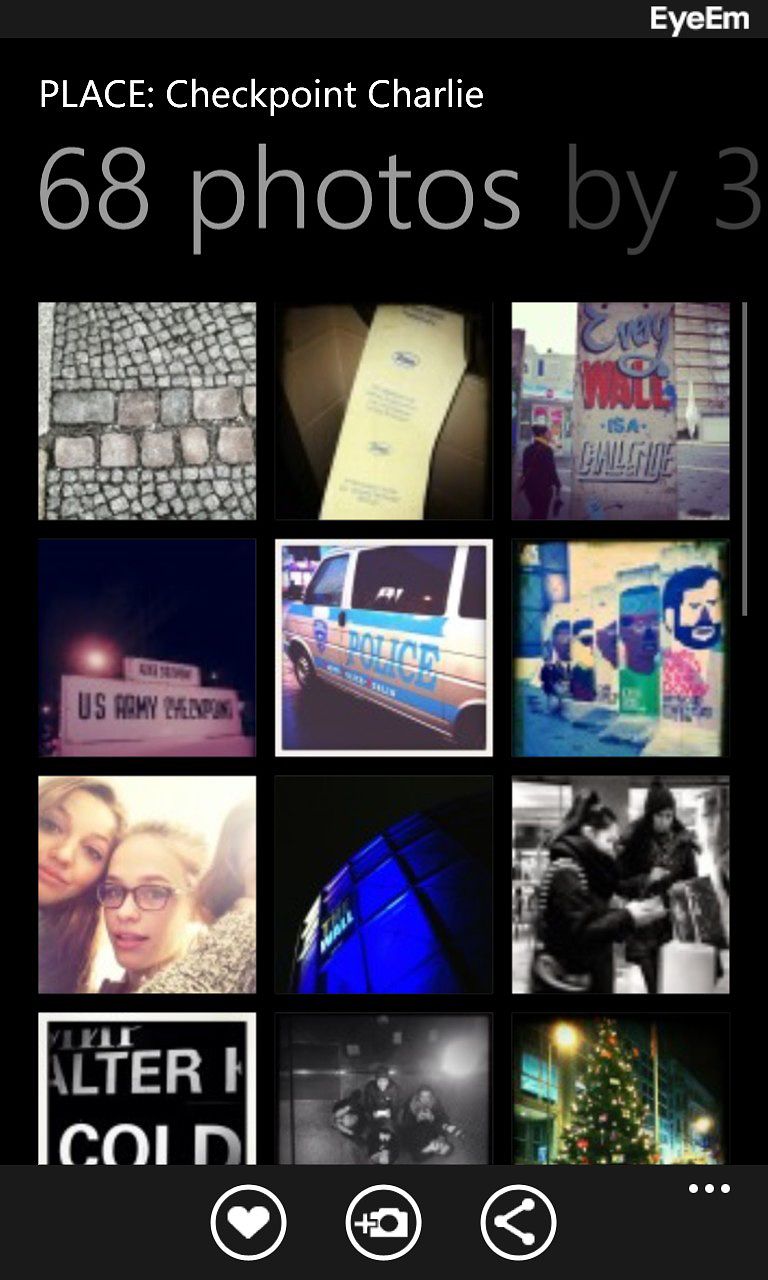 EyeEm
PLACE: Checkpoint Charlie
68 photos by 3
Every
WALL
IS A
CHALLENGE
US ARMY CHECKPOINT
POLICE
THE
WALL
ALTER
COLD